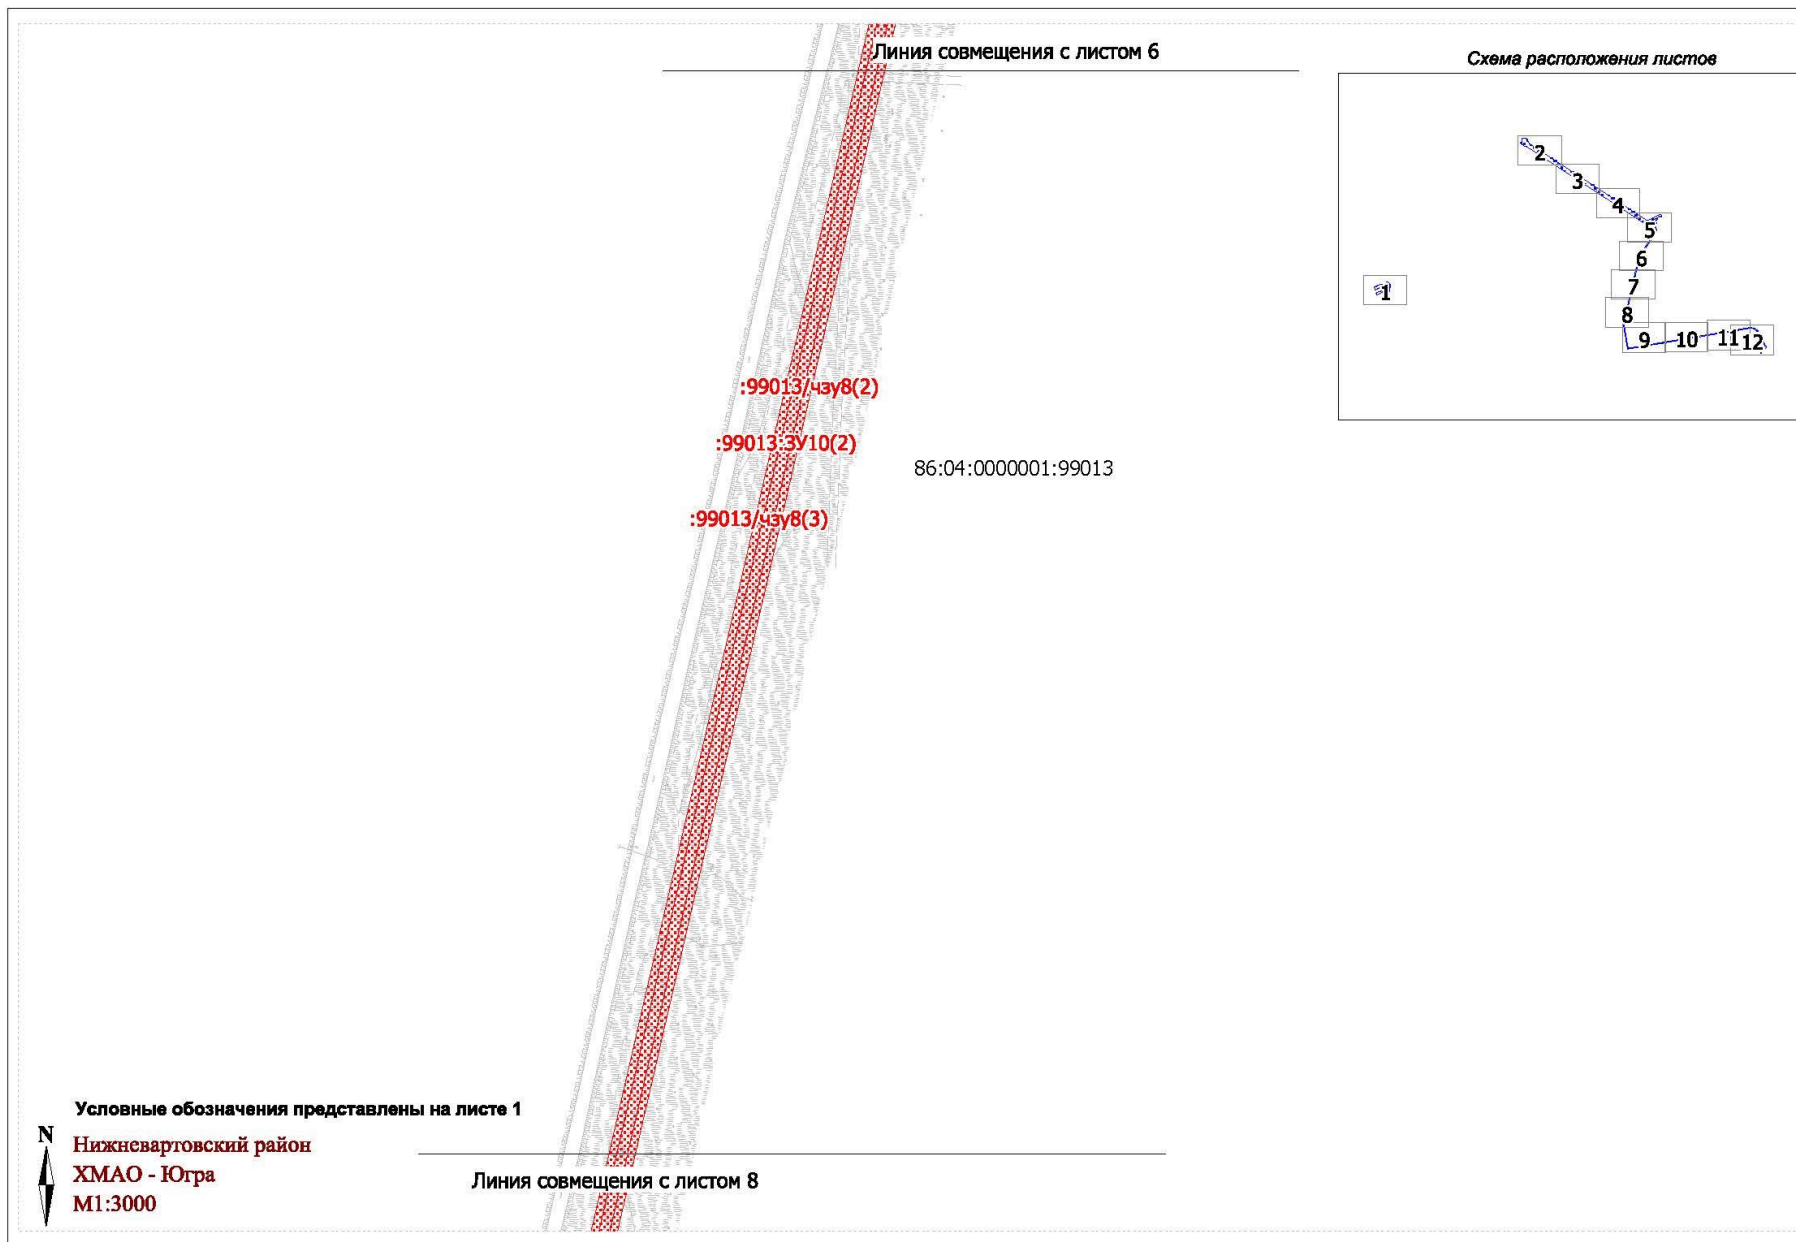 Линия совмещения с листом 6
Схема расположения листов
2
3
4
5
6
1
7
8
9
10
11
12
:99013/чзу8(2)
:99013:ЗУ10(2)
86:04:0000001:99013
:99013/чзу8(3)
Условные обозначения представлены на листе 1
N
Нижневартовский район
ХМАО - Югра
М1:3000
Линия совмещения с листом 8